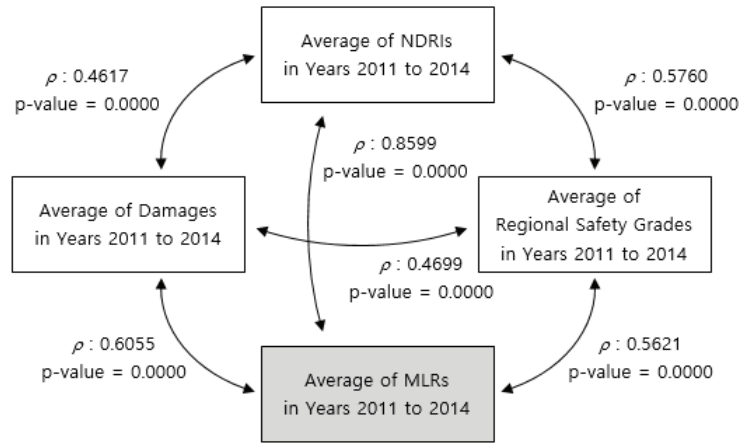 Average of NDRIs
in Years 2011 to 2014
ρ : 0.4617
p-value = 0.0000
ρ : 0.5760
p-value = 0.0000
ρ : 0.8599
p-value = 0.0000
Average of Damages
in Years 2011 to 2014
Average of
Regional Safety Grades
in Years 2011 to 2014
ρ : 0.4699
p-value = 0.0000
ρ : 0.6055
p-value = 0.0000
ρ : 0.5621
p-value = 0.0000
Average of MLRs
in Years 2011 to 2014